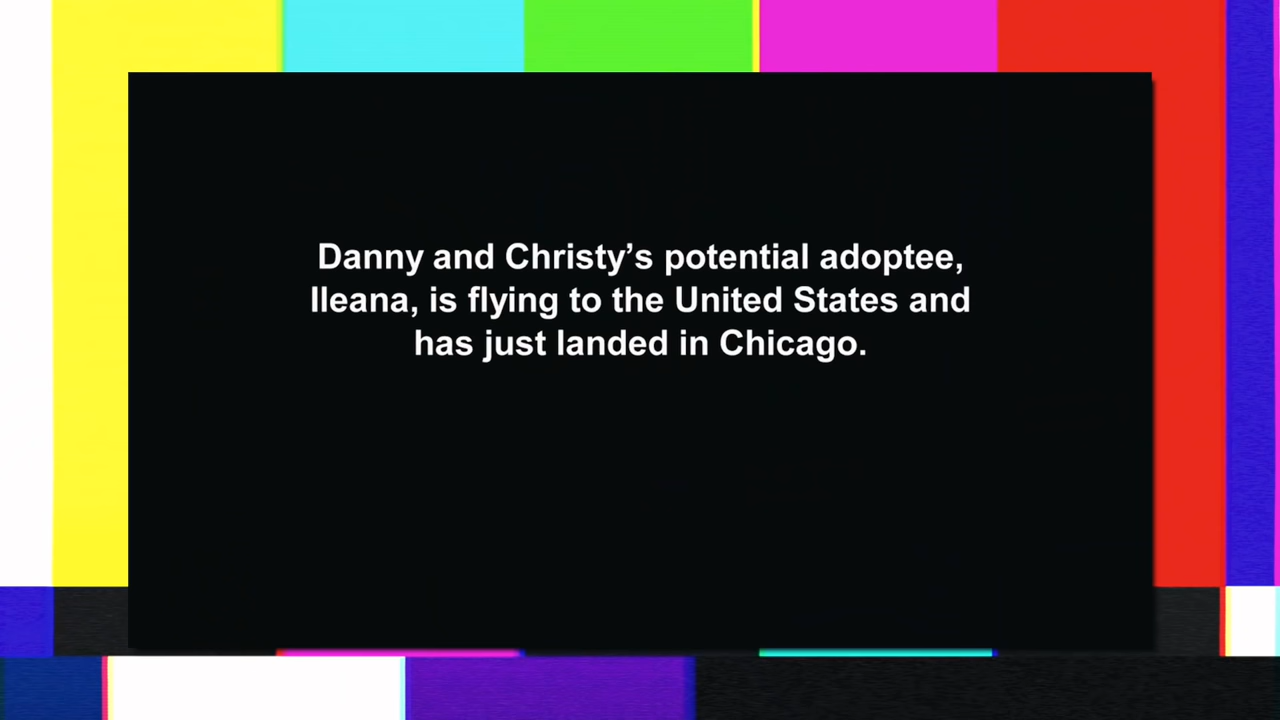 Danny and Christy’s potential adoptee,
Ileana, is flying to the United States and
has just landed in Chicago.